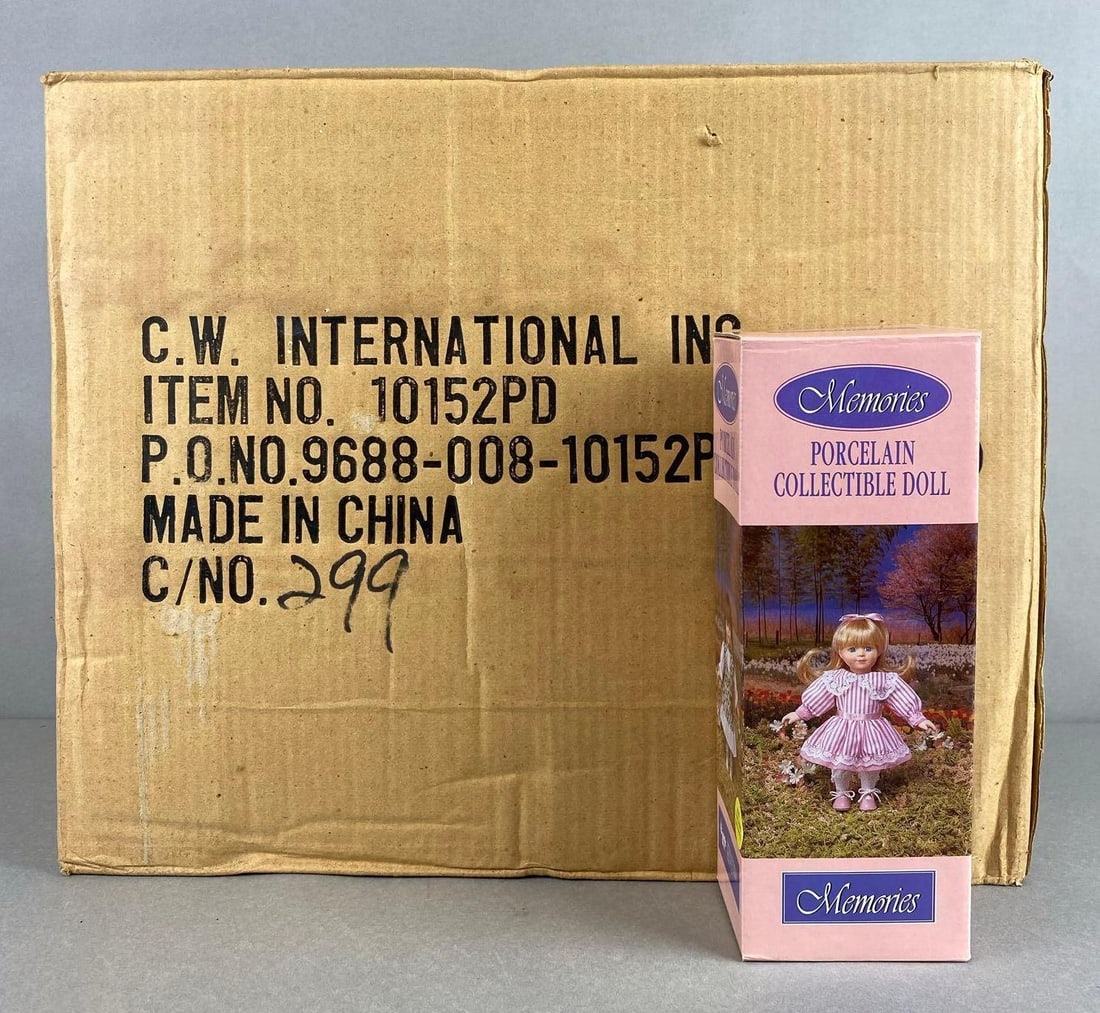 C.W. INTERNATIONAL INC
ITEM NO. 10152PD
P.O.NO.9688-008-10152P
MADE IN CHINA
C/NO. 299
Memories
PORCELAIN
COLLECTIBLE DOLL
Memories